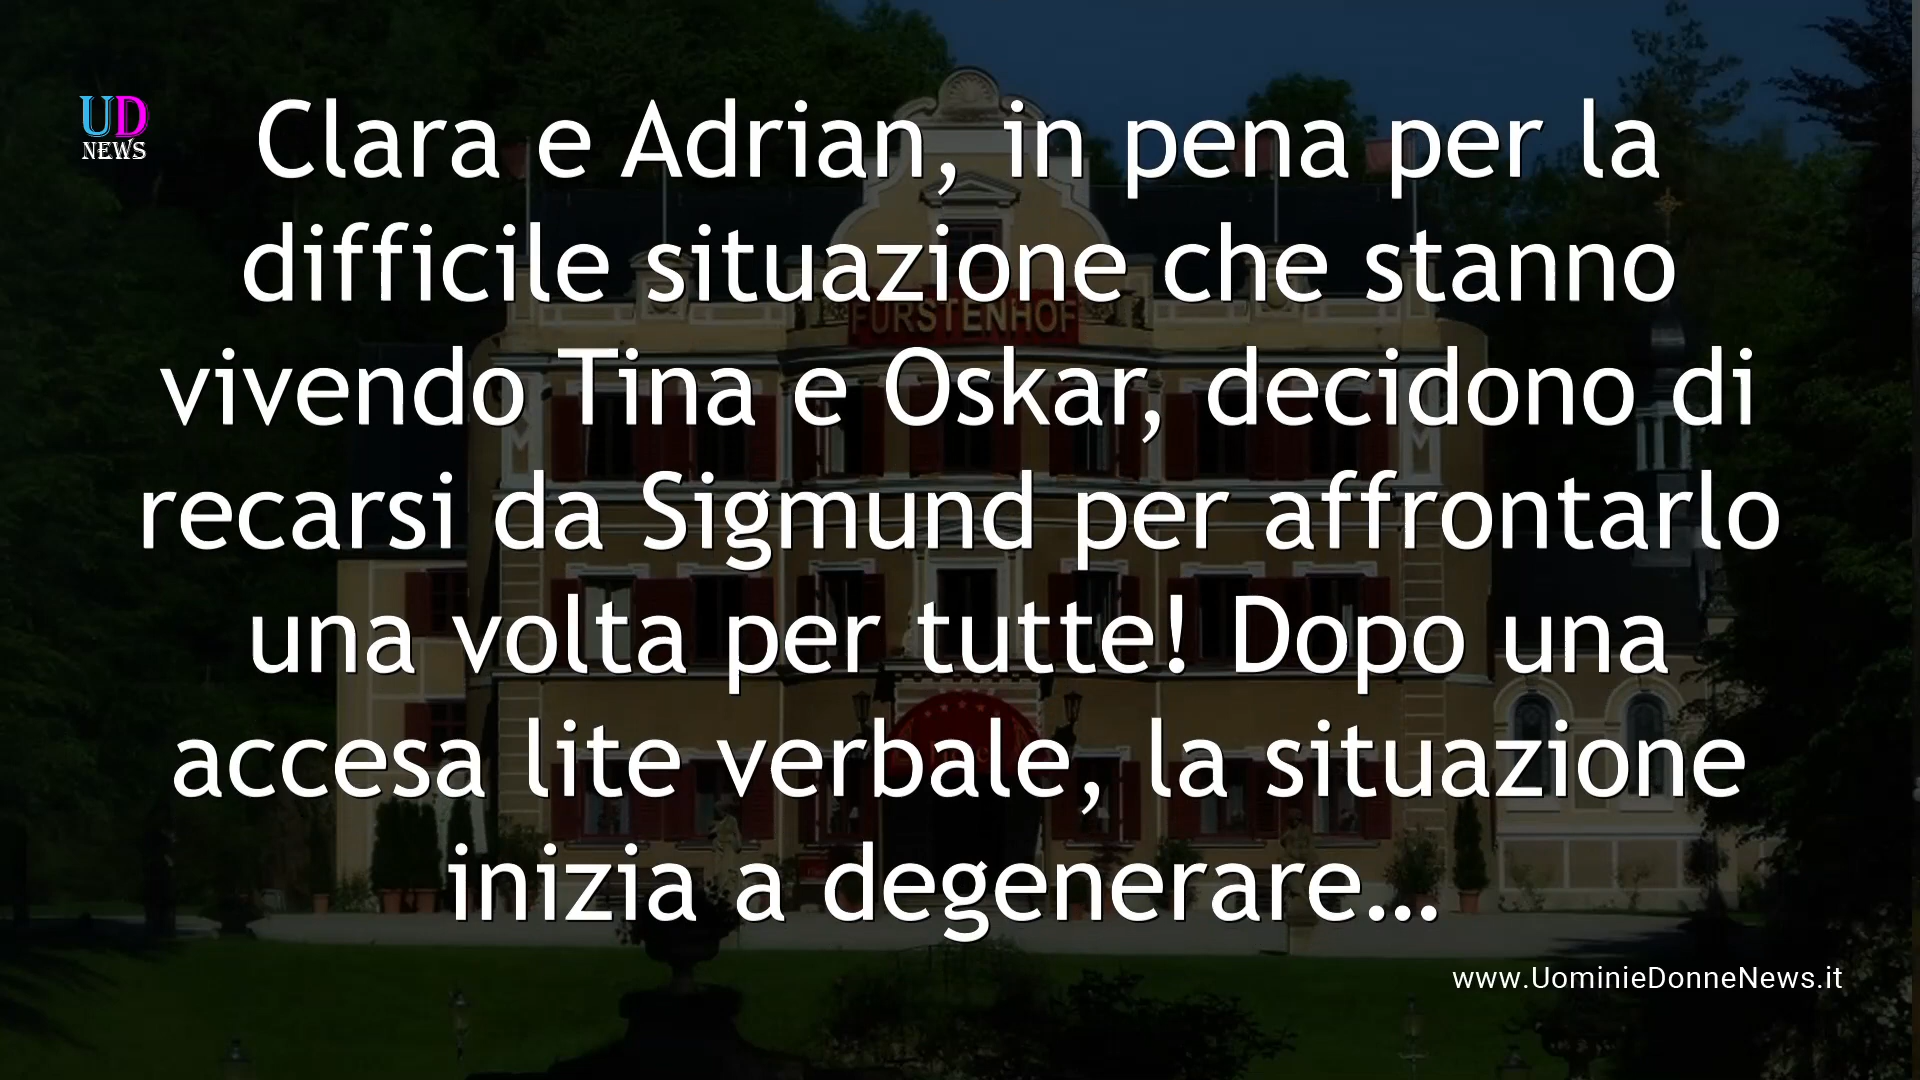 UD
NEWS
Clara e Adrian, in pena per la
difficile situazione che stanno
vivendo Tina e Oskar, decidono di
recarsi da Sigmund per affrontarlo
una volta per tutte! Dopo una
accesa lite verbale, la situazione
inizia a degenerare...
FÜRSTENHOF
www.UominieDonneNews.it